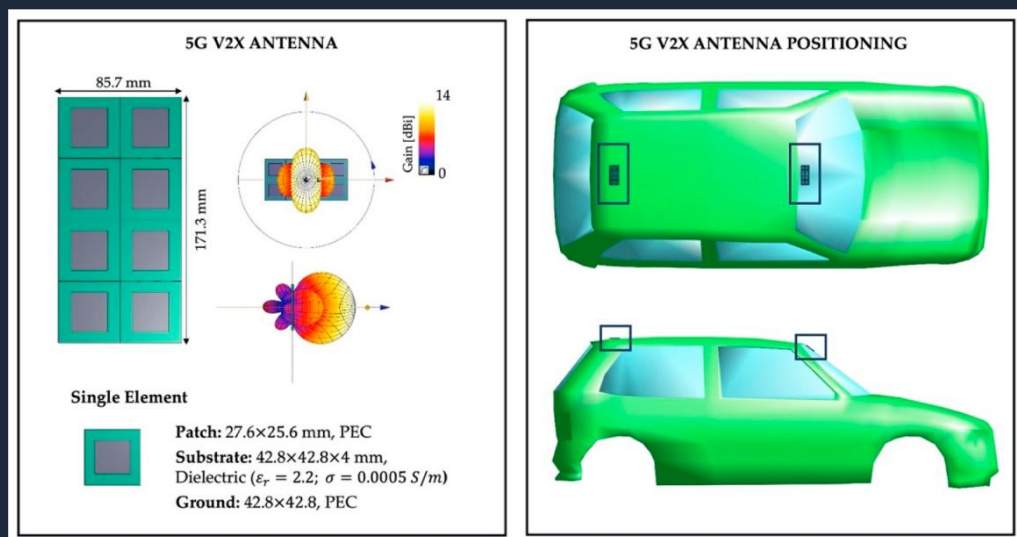 5G V2X ANTENNA
85.7 mm
171.3 mm
14
Gain [dBi]
0
Single Element
Patch: 27.6×25.6 mm, PEC
Substrate: 42.8×42.8×4 mm,
Dielectric (εᵣ = 2.2; σ = 0.0005 S/m)
Ground: 42.8×42.8, PEC
5G V2X ANTENNA POSITIONING